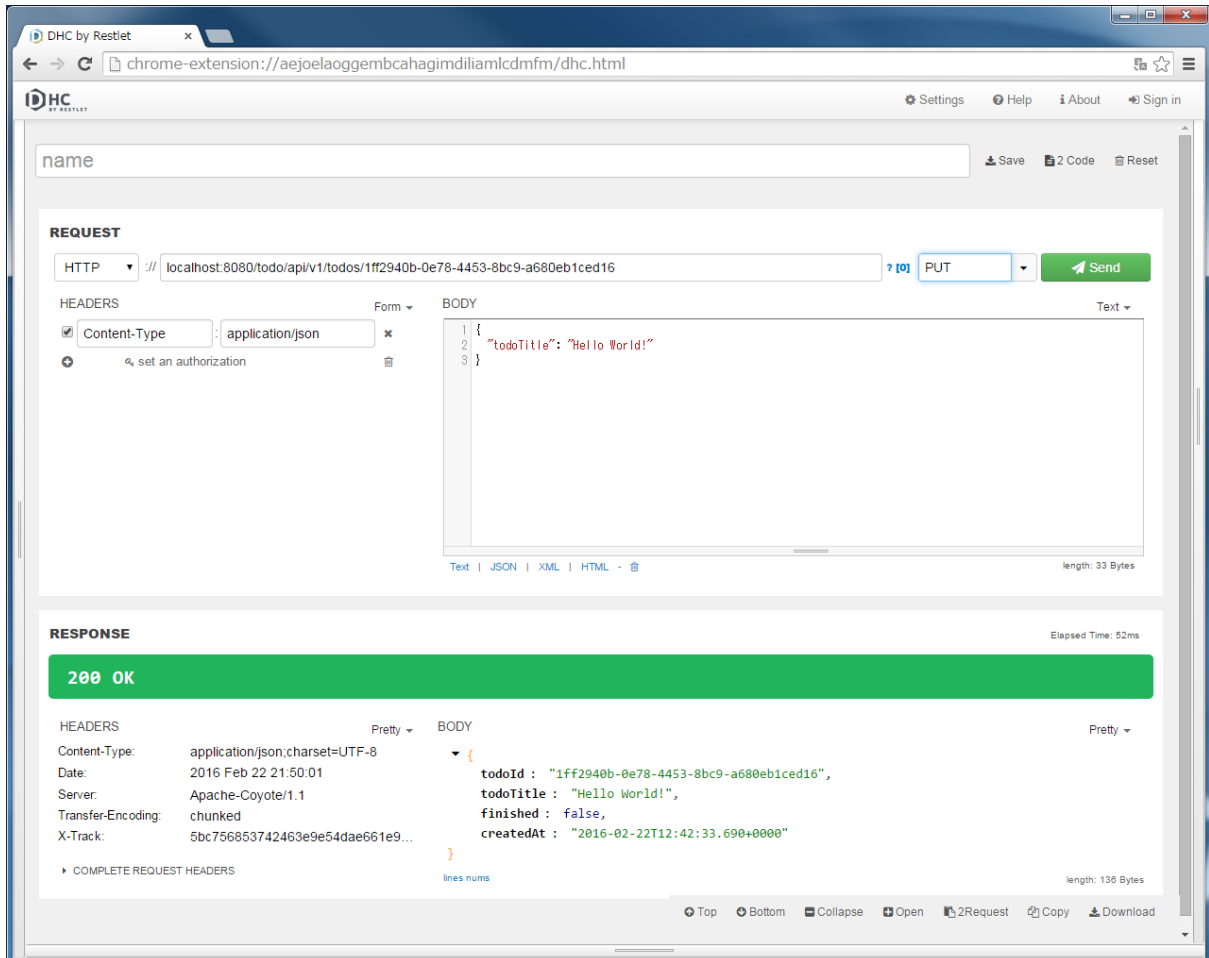 DHC by Restlet
chrome-extension://aejoelaoggembcahagimdiliamlcdmfm/dhc.html
DHC
BY RESTLET
Settings Help About Sign in
name
Save 2 Code Reset
REQUEST
HTTP :// localhost:8080/todo/api/v1/todos/1ff2940b-0e78-4453-8bc9-a680eb1ced16 ? [0] PUT Send
HEADERS Form BODY Text
Content-Type : application/json
set an authorization
1 {
2 "todoTitle": "Hello World!"
3 }
Text | JSON | XML | HTML - length: 33 Bytes
RESPONSE Elapsed Time: 52ms
200 OK
HEADERS Pretty BODY Pretty
Content-Type: application/json;charset=UTF-8
Date: 2016 Feb 22 21:50:01
Server: Apache-Coyote/1.1
Transfer-Encoding: chunked
X-Track: 5bc756853742463e9e54dae661e9...
COMPLETE REQUEST HEADERS
{
todoId : "1ff2940b-0e78-4453-8bc9-a680eb1ced16",
todoTitle : "Hello World!",
finished : false,
createdAt : "2016-02-22T12:42:33.690+0000"
}
lines nums length: 136 Bytes
Top Bottom Collapse Open 2Request Copy Download